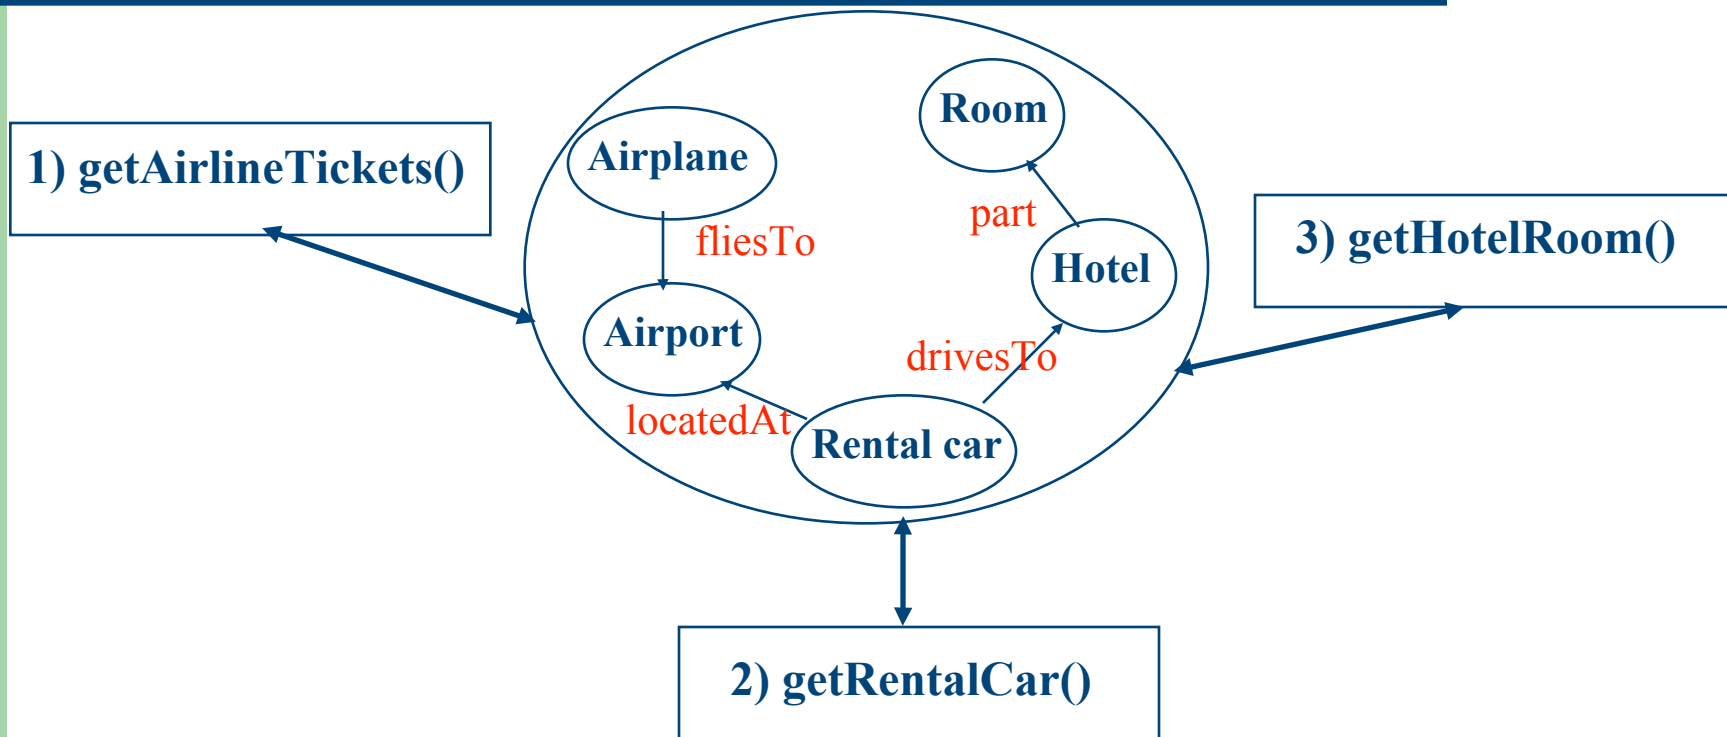 Room
Airplane
1) getAirlineTickets()
part
fliesTo
3) getHotelRoom()
Hotel
Airport
drivesTo
locatedAt
Rental car
2) getRentalCar()